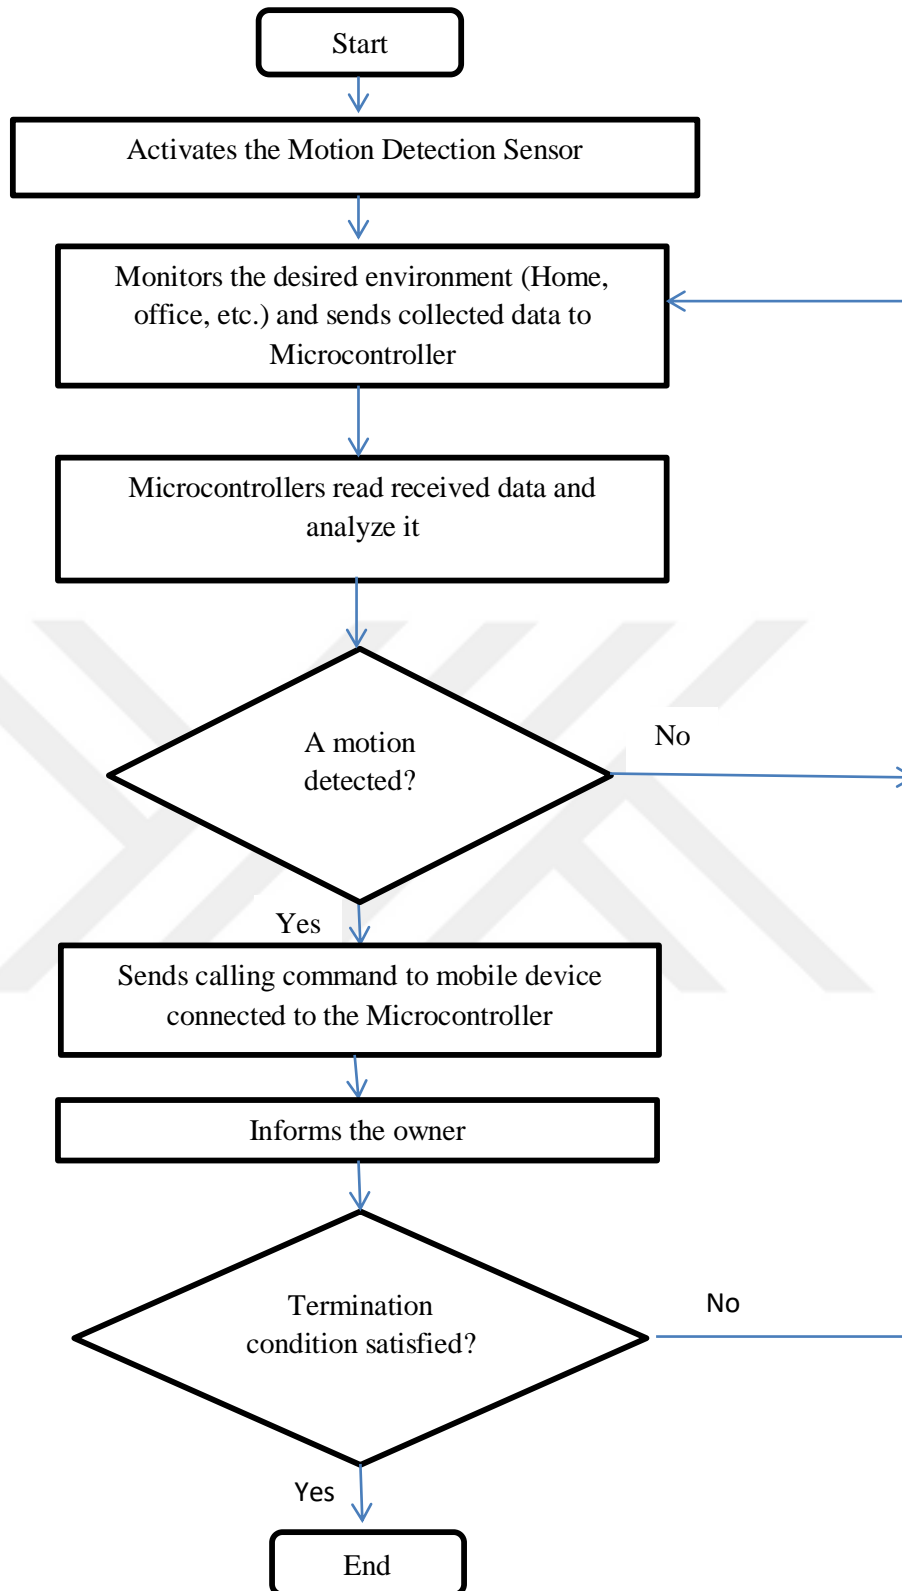 Start
Activates the Motion Detection Sensor
Monitors the desired environment (Home,
office, etc.) and sends collected data to
Microcontroller
Microcontrollers read received data and
analyze it
A motion
detected?
No
Yes
Sends calling command to mobile device
connected to the Microcontroller
Informs the owner
Termination
condition satisfied?
No
Yes
End